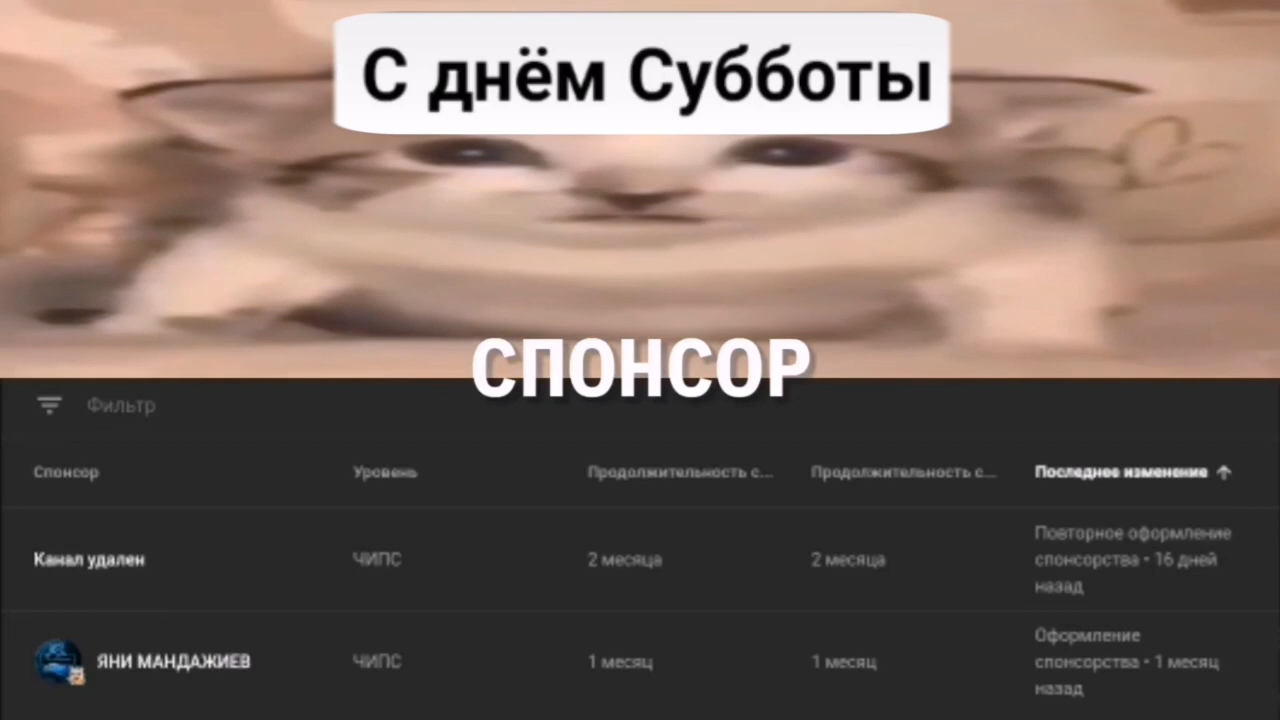 С днём Субботы
СПОНСОР
Фильтр
Спонсор Уровень Продолжительность с... Продолжительность с... Последнее изменение
Канал удален ЧИПС 2 месяца 2 месяца Повторное оформление
спонсорства • 16 дней
назад
ЯНИ МАНДАЖИЕВ ЧИПС 1 месяц 1 месяц Оформление
спонсорства • 1 месяц
назад